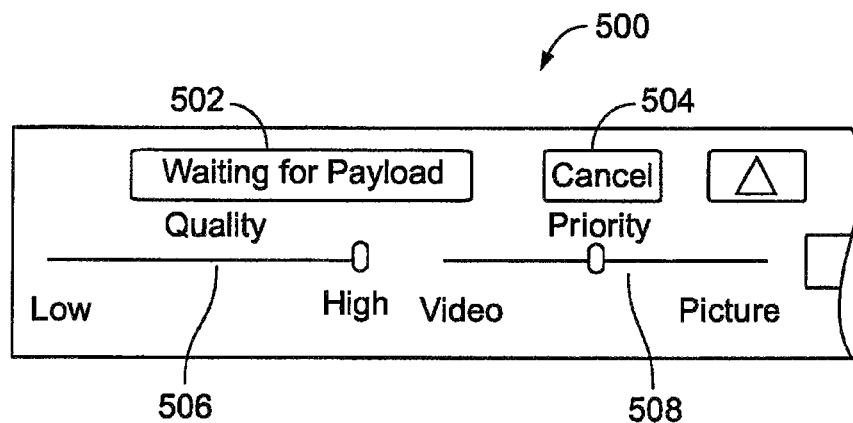 500
502
504
Waiting for Payload
Cancel
Quality
Priority
Low
High
Video
Picture
506
508